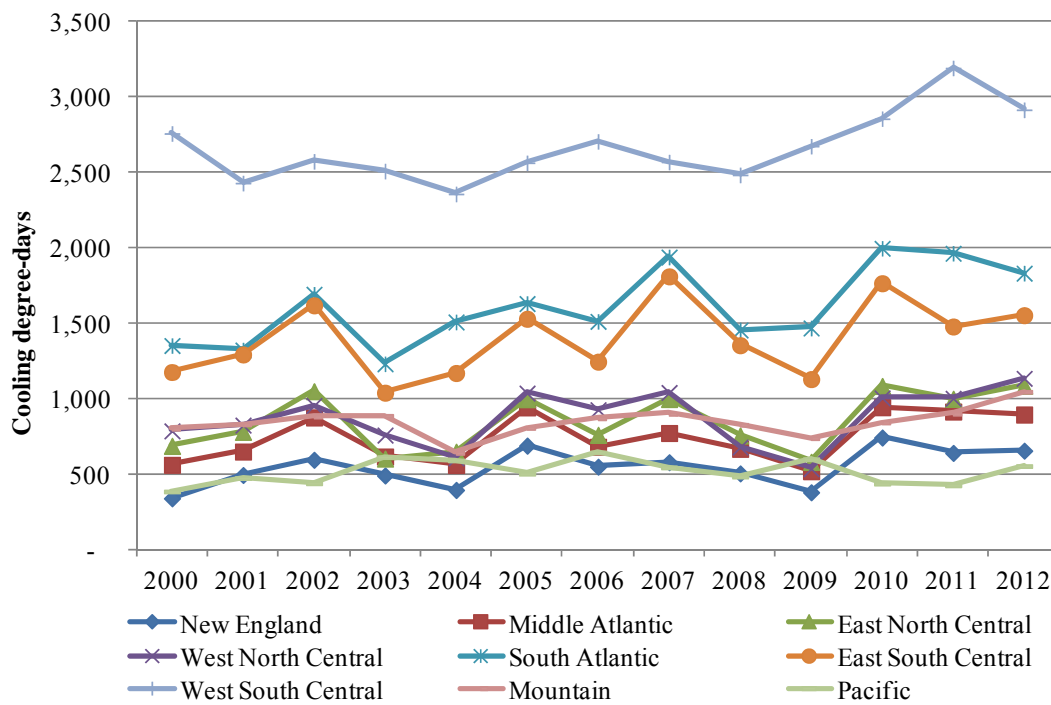 3,500
3,000
2,500
2,000
1,500
1,000
500
-
Cooling degree-days
2000 2001 2002 2003 2004 2005 2006 2007 2008 2009 2010 2011 2012
New England Middle Atlantic East North Central
West North Central South Atlantic East South Central
West South Central Mountain Pacific